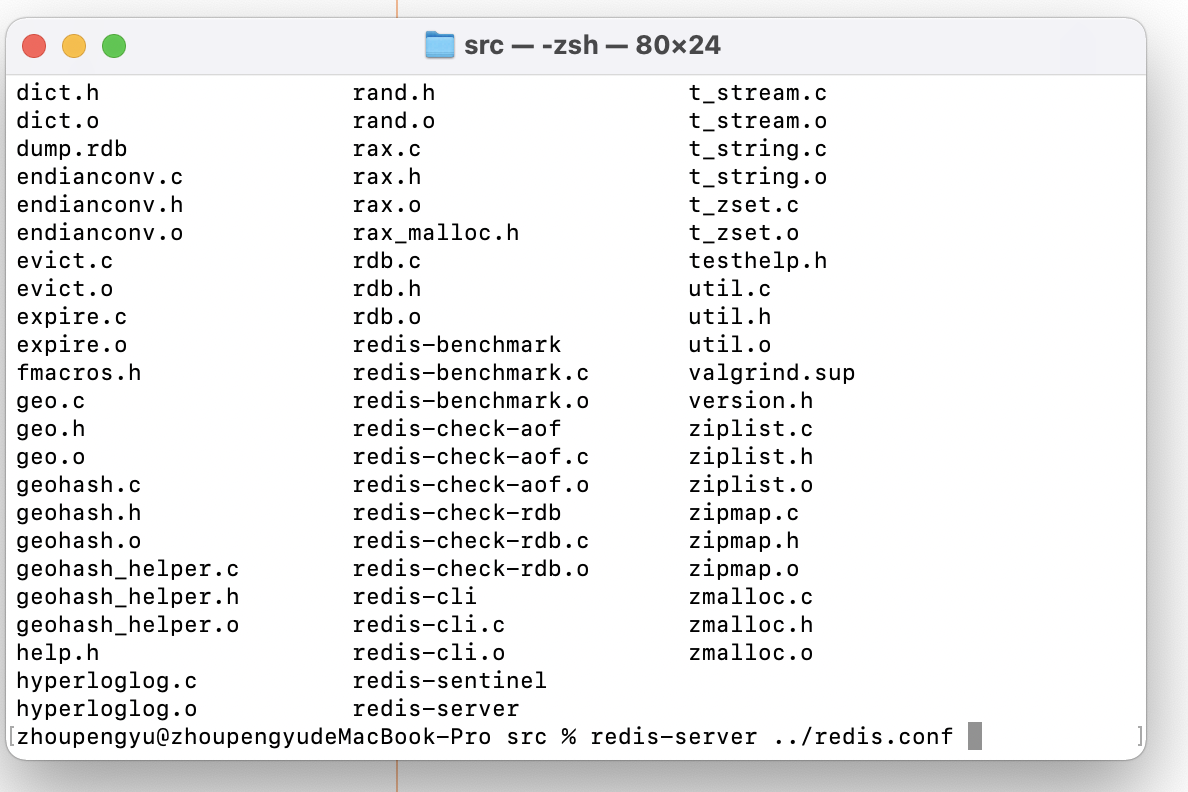 src — -zsh — 80×24
dict.h rand.h t_stream.c
dict.o rand.o t_stream.o
dump.rdb rax.c t_string.c
endianconv.c rax.h t_string.o
endianconv.h rax.o t_zset.c
endianconv.o rax_malloc.h t_zset.o
evict.c rdb.c testhelp.h
evict.o rdb.h util.c
expire.c rdb.o util.h
expire.o redis-benchmark util.o
fmacros.h redis-benchmark.c valgrind.sup
geo.c redis-benchmark.o version.h
geo.h redis-check-aof ziplist.c
geo.o redis-check-aof.c ziplist.h
geohash.c redis-check-aof.o ziplist.o
geohash.h redis-check-rdb zipmap.c
geohash.o redis-check-rdb.c zipmap.h
geohash_helper.c redis-check-rdb.o zipmap.o
geohash_helper.h redis-cli zmalloc.c
geohash_helper.o redis-cli.c zmalloc.h
help.h redis-cli.o zmalloc.o
hyperloglog.c redis-sentinel
hyperloglog.o redis-server
[zhoupengyu@zhoupengyudeMacBook-Pro src % redis-server ../redis.conf ]